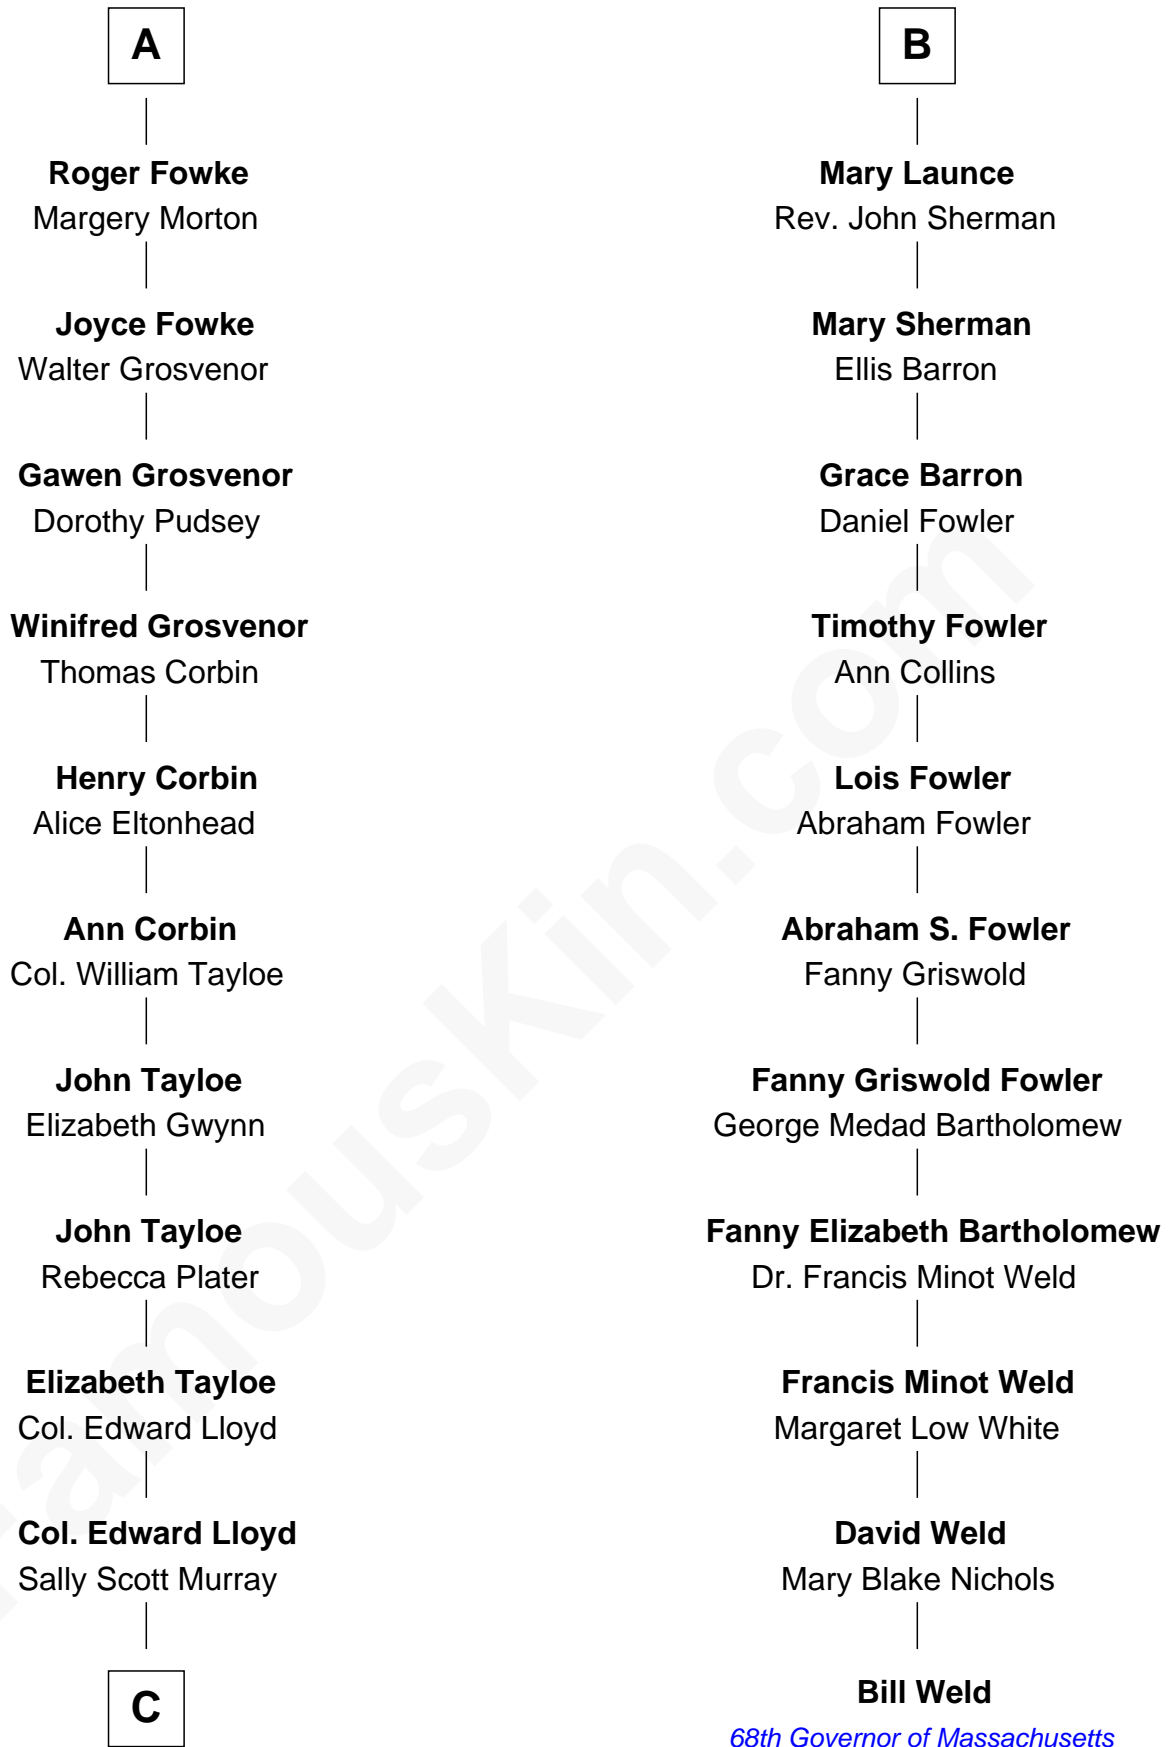 A
Roger Fowke
Margery Morton
Joyce Fowke
Walter Grosvenor
Gawen Grosvenor
Dorothy Pudsey
Winifred Grosvenor
Thomas Corbin
Henry Corbin
Alice Eltonhead
Ann Corbin
Col. William Tayloe
John Tayloe
Elizabeth Gwynn
John Tayloe
Rebecca Plater
Elizabeth Tayloe
Col. Edward Lloyd
Col. Edward Lloyd
Sally Scott Murray
C
B
Mary Launce
Rev. John Sherman
Mary Sherman
Ellis Barron
Grace Barron
Daniel Fowler
Timothy Fowler
Ann Collins
Lois Fowler
Abraham Fowler
Abraham S. Fowler
Fanny Griswold
Fanny Griswold Fowler
George Medad Bartholomew
Fanny Elizabeth Bartholomew
Dr. Francis Minot Weld
Francis Minot Weld
Margaret Low White
David Weld
Mary Blake Nichols
Bill Weld
68th Governor of Massachusetts
FamousKin.com